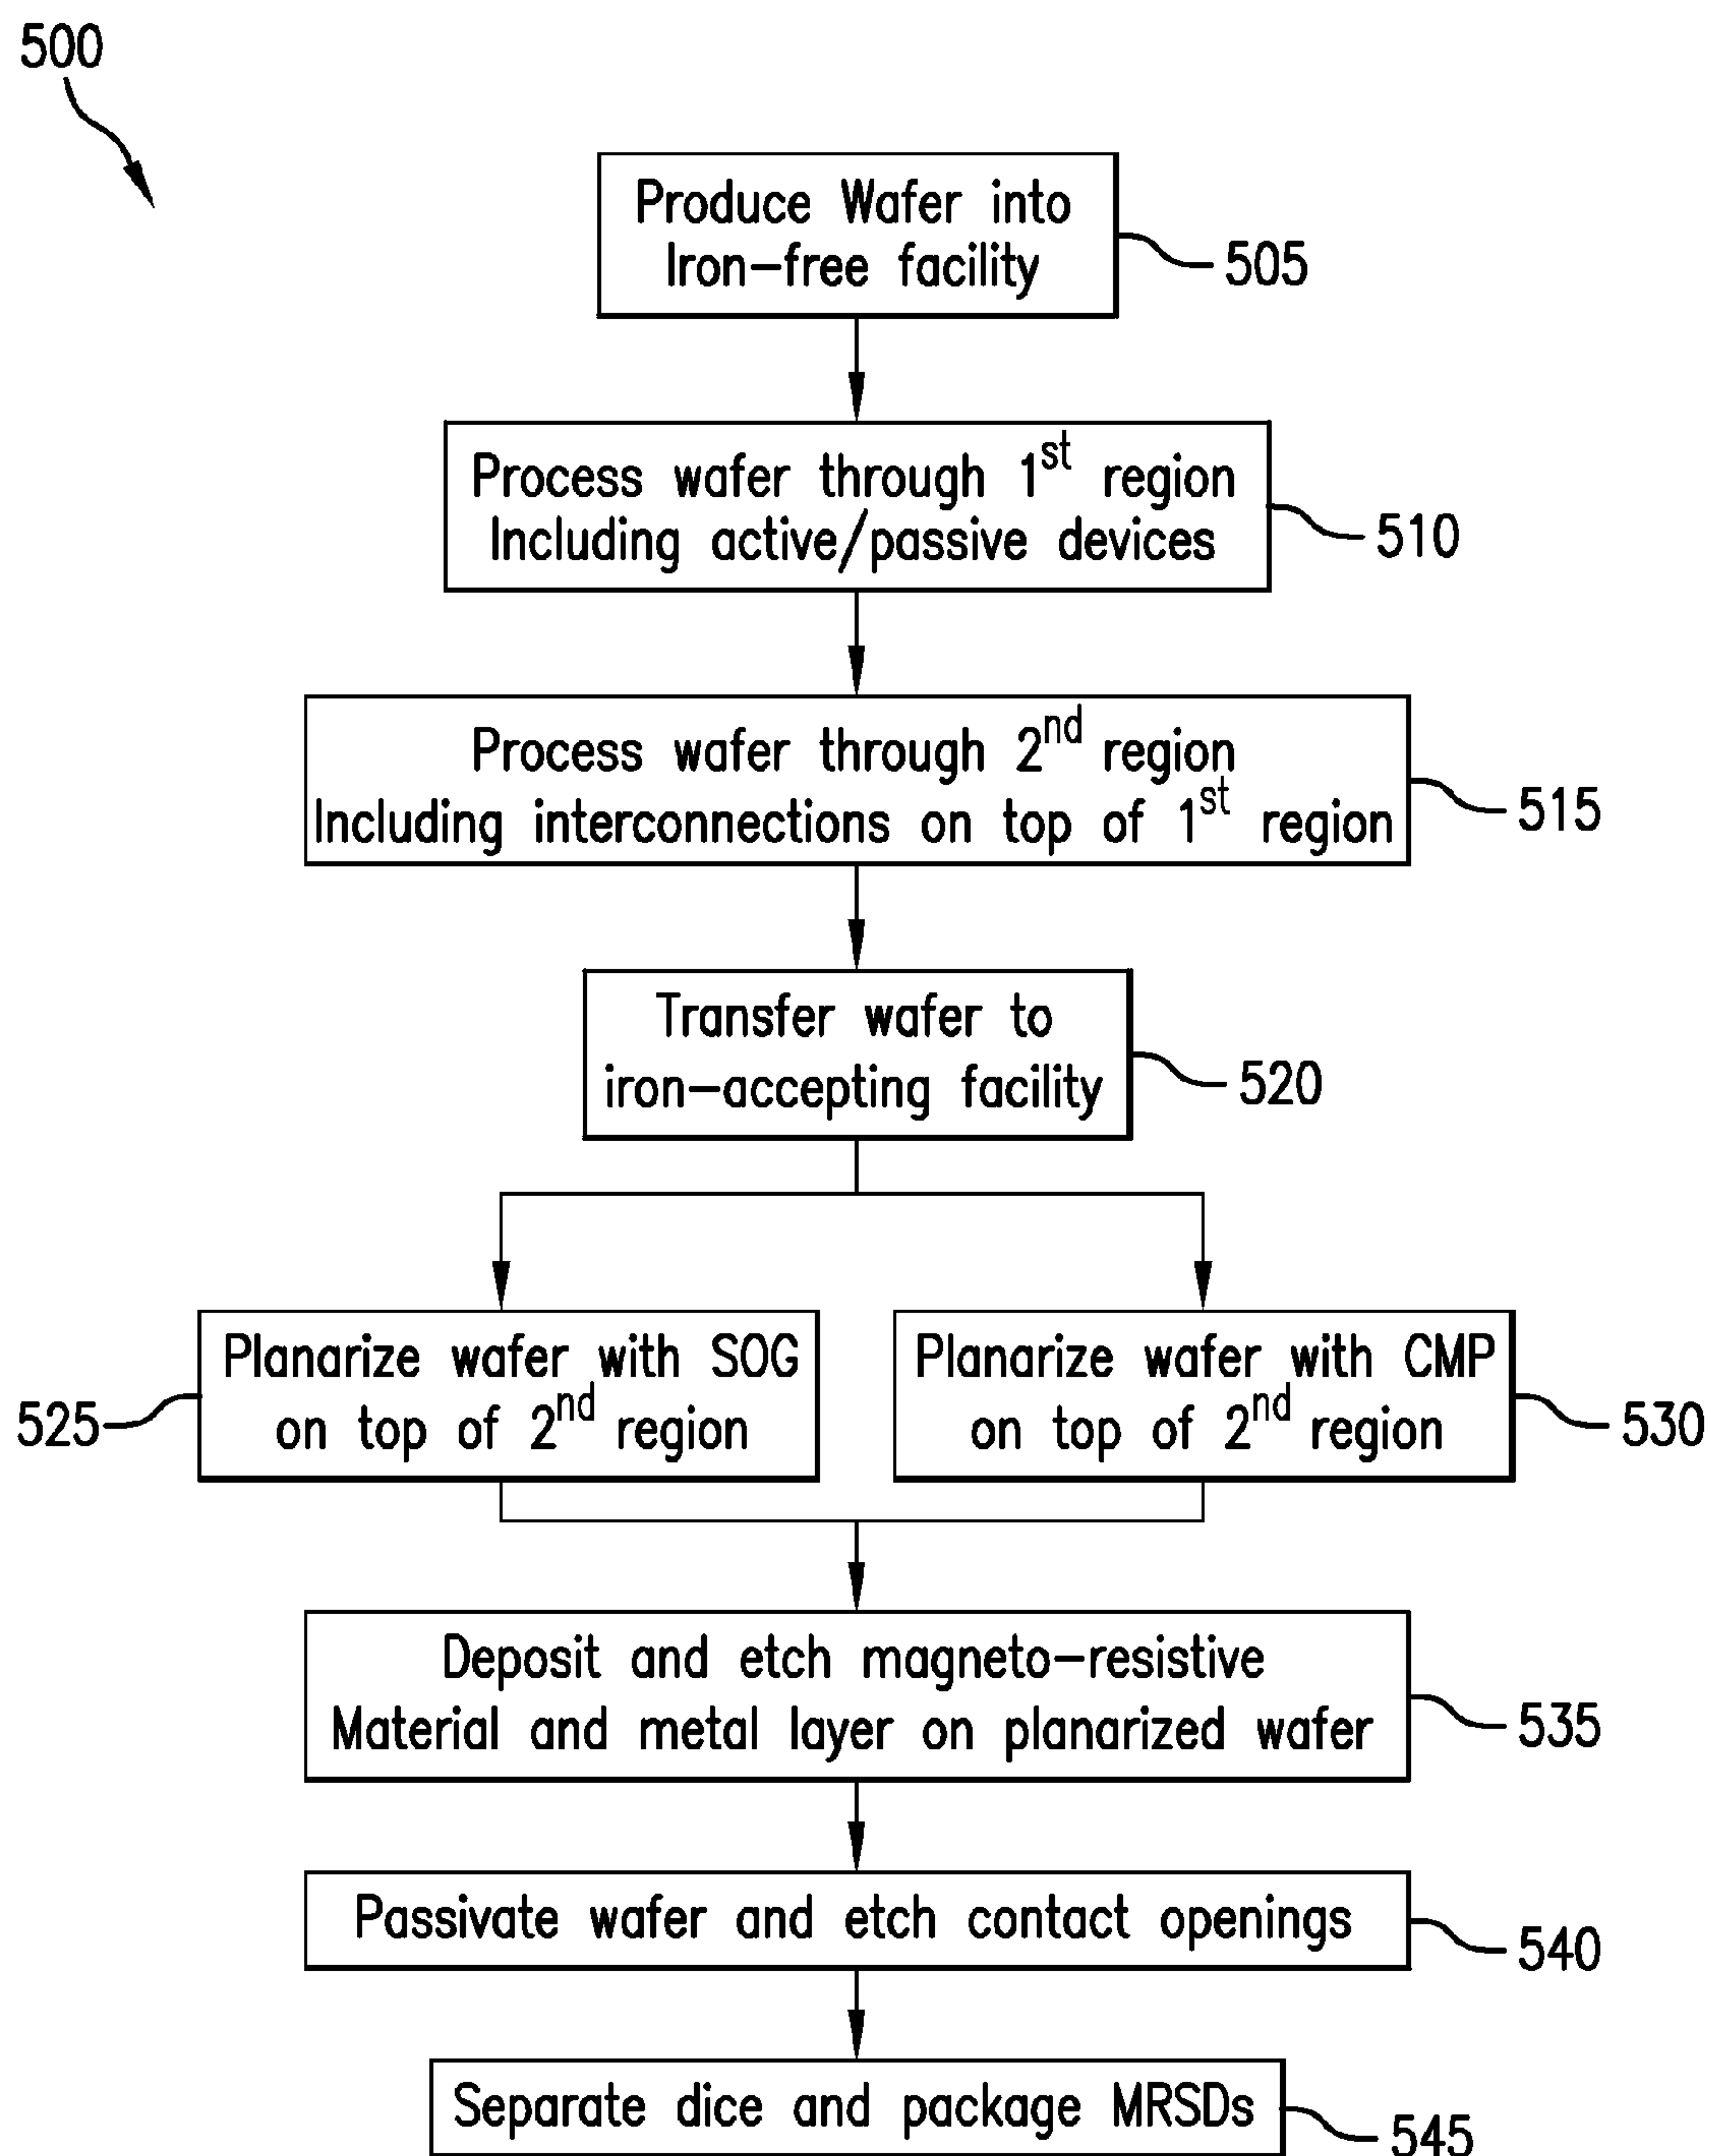 500
Produce Wafer into
Iron-free facility
505
Process wafer through 1st region
Including active/passive devices
510
Process wafer through 2nd region
Including interconnections on top of 1st region
515
Transfer wafer to
iron-accepting facility
520
Planarize wafer with SOG
on top of 2nd region
525
Planarize wafer with CMP
on top of 2nd region
530
Deposit and etch magneto-resistive
Material and metal layer on planarized wafer
535
Passivate wafer and etch contact openings
540
Separate dice and package MRSDs
545